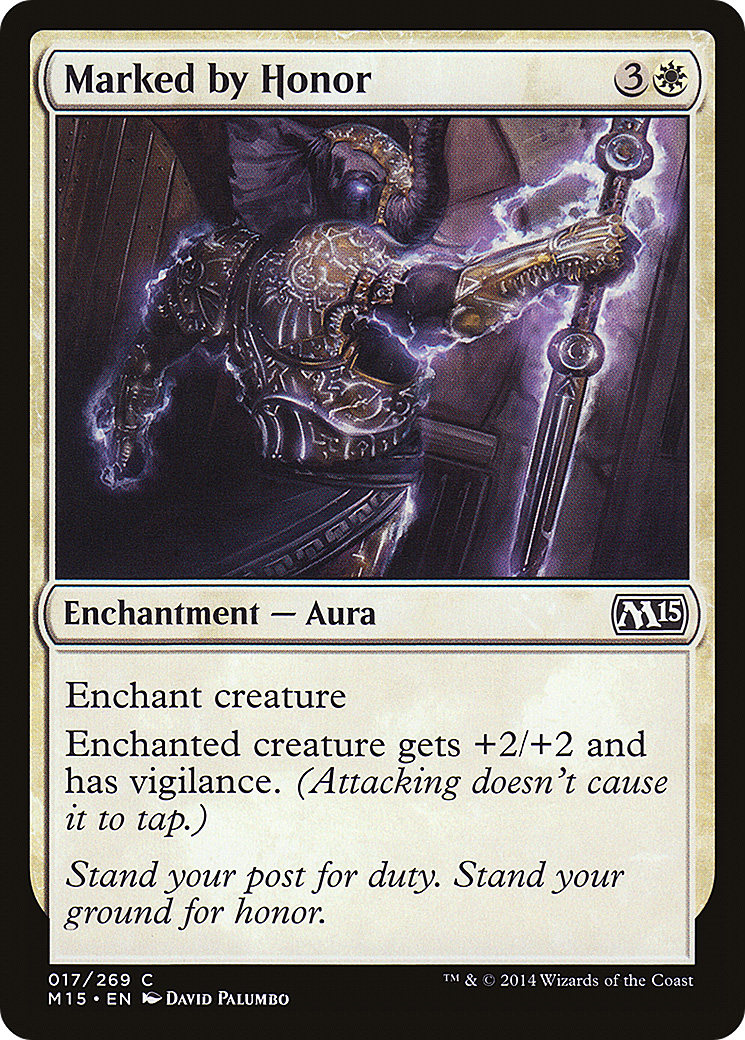 Marked by Honor 3
Enchantment — Aura
M15
Enchant creature
Enchanted creature gets +2/+2 and
has vigilance. (Attacking doesn't cause
it to tap.)
Stand your post for duty. Stand your
ground for honor.
017/269 C
M15 • EN David Palumbo
™ & © 2014 Wizards of the Coast